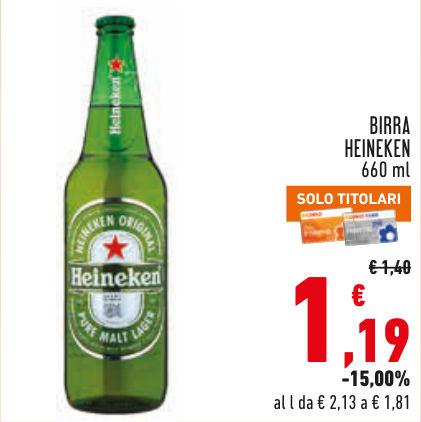 Heineken
HEINEKEN ORIGINAL
Heineken
PURE MALT LAGER
BIRRA
HEINEKEN
660 ml
SOLO TITOLARI
€ 1,40
1,19 €
-15,00%
al l da € 2,13 a € 1,81